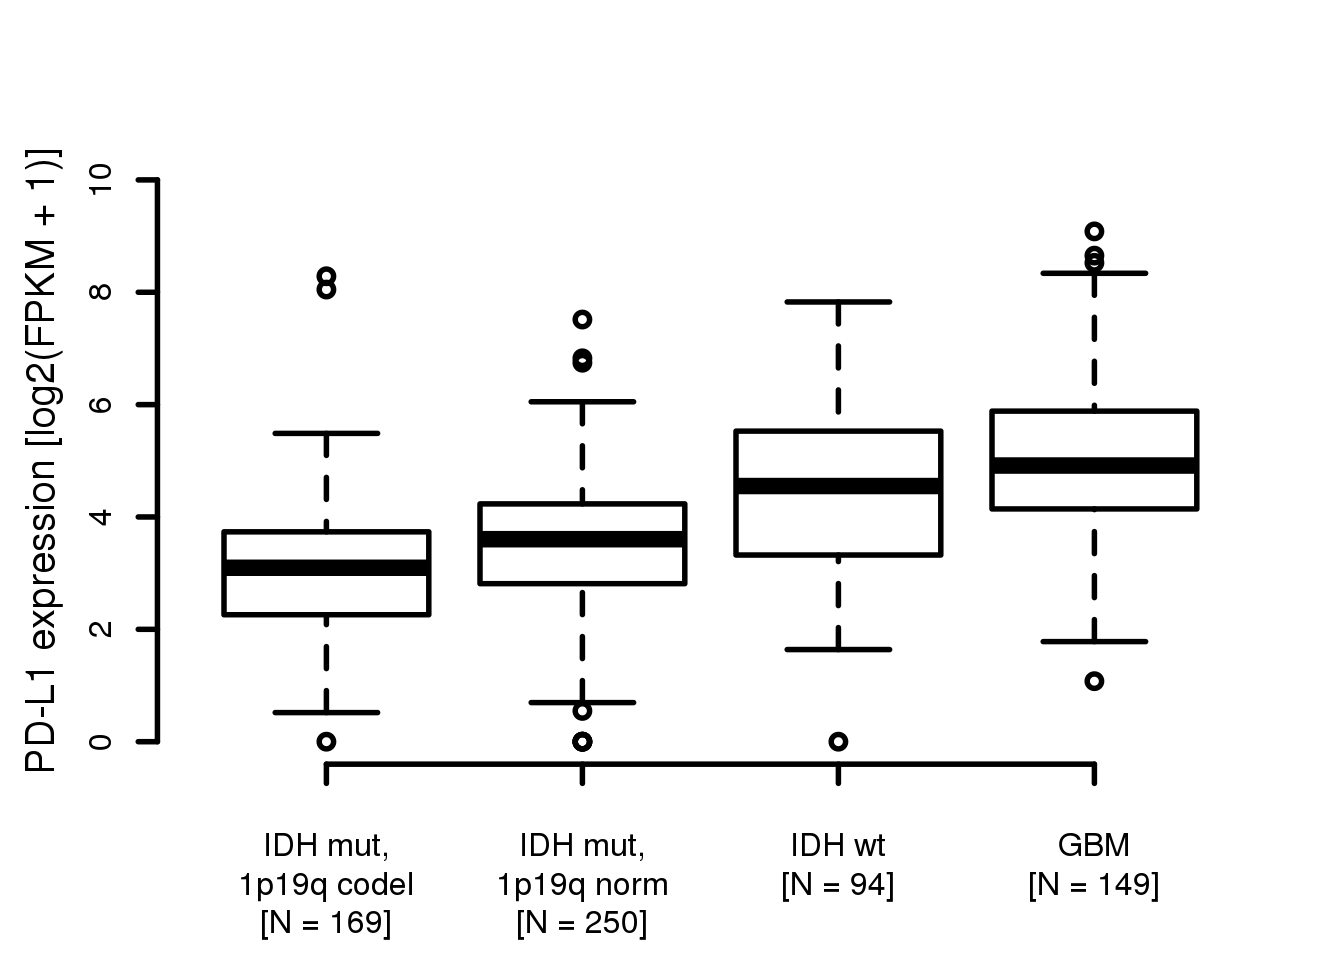 PD-L1 expression [log2(FPKM + 1)]
10
8
6
4
2
0
IDH mut,
1p19q codel
[N = 169]
IDH mut,
1p19q norm
[N = 250]
IDH wt
[N = 94]
GBM
[N = 149]